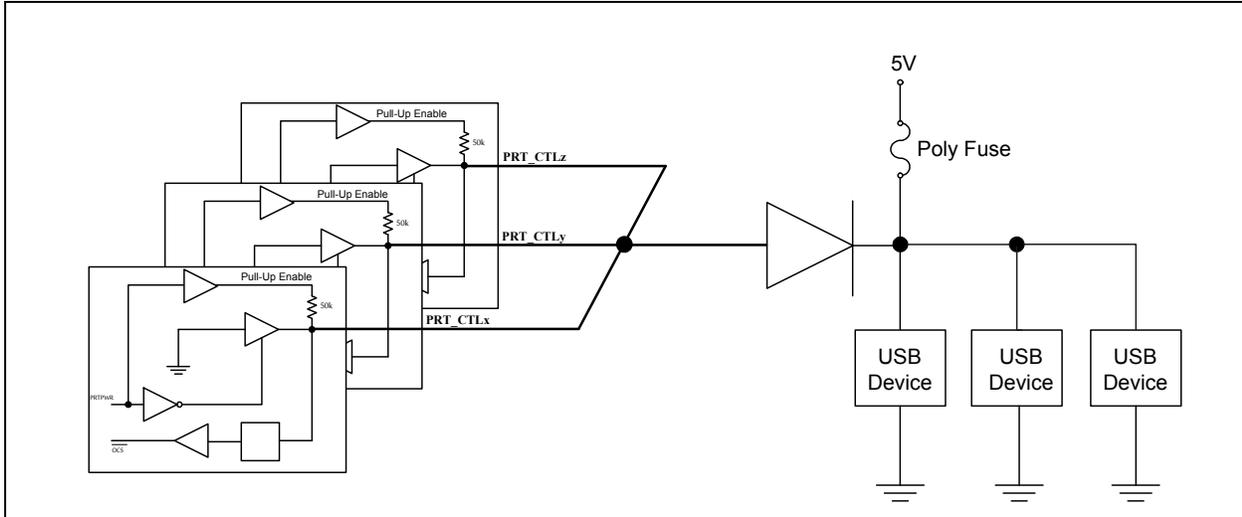 5V
Poly Fuse
Pull-Up Enable
50k
PRT_CTLz
Pull-Up Enable
50k
PRT_CTLy
Pull-Up Enable
50k
PRT_CTLx
PRTPWR
OCS
USB
Device
USB
Device
USB
Device